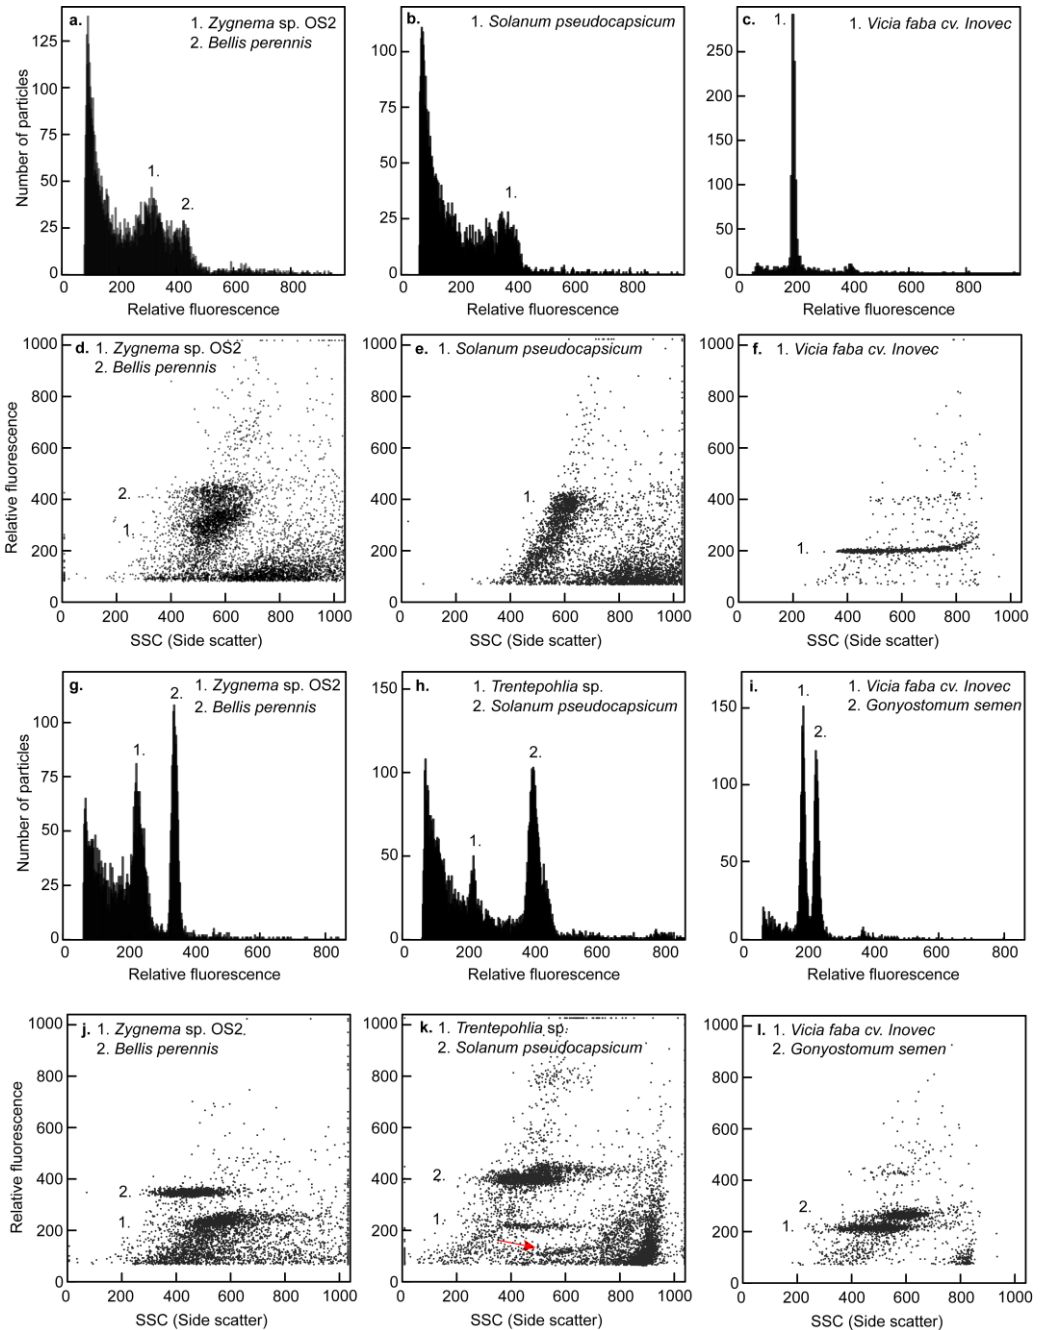 a. 1. Zygnema sp. OS2
2. Bellis perennis
Number of particles
125
100
75
50
25
0
1.
2.
0 200 400 600 800
Relative fluorescence
b. 1. Solanum pseudocapsicum
100
75
50
25
0
1.
0 200 400 600 800
Relative fluorescence
c. 1. 1. Vicia faba cv. Inovec
250
200
150
100
50
0
0 200 400 600 800
Relative fluorescence
d. 1. Zygnema sp. OS2
2. Bellis perennis
Relative fluorescence
1000
800
600
400
200
0
2.
1.
0 200 400 600 800 1000
SSC (Side scatter)
e. 1. Solanum pseudocapsicum
1000
800
600
400
200
0
1.
0 200 400 600 800 1000
SSC (Side scatter)
f. 1. Vicia faba cv. Inovec
1000
800
600
400
200
0
1.
0 200 400 600 800 1000
SSC (Side scatter)
g. 1. Zygnema sp. OS2
2. Bellis perennis
2.
1.
Number of particles
100
75
50
25
0
0 200 400 600 800
Relative fluorescence
h. 1. Trentepohlia sp.
2. Solanum pseudocapsicum
150
100
50
0
2.
1.
0 200 400 600 800
Relative fluorescence
i. 1. Vicia faba cv. Inovec
2. Gonyostomum semen
1.
2.
150
100
50
0
0 200 400 600 800
Relative fluorescence
j. 1. Zygnema sp. OS2
2. Bellis perennis
Relative fluorescence
1000
800
600
400
200
0
2.
1.
0 200 400 600 800 1000
SSC (Side scatter)
k. 1. Trentepohlia sp.
2. Solanum pseudocapsicum
1000
800
600
400
200
0
2.
1.
0 200 400 600 800 1000
SSC (Side scatter)
l. 1. Vicia faba cv. Inovec
2. Gonyostomum semen
1000
800
600
400
200
0
2.
1.
0 200 400 600 800 1000
SSC (Side scatter)